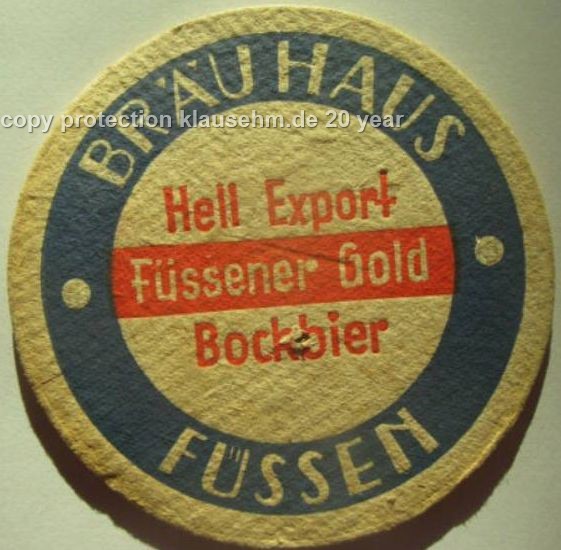 BRÄUHAUS
copy protection klausehm.de 20 year
Hell Export
Füssener Gold
Bockbier
FÜSSEN